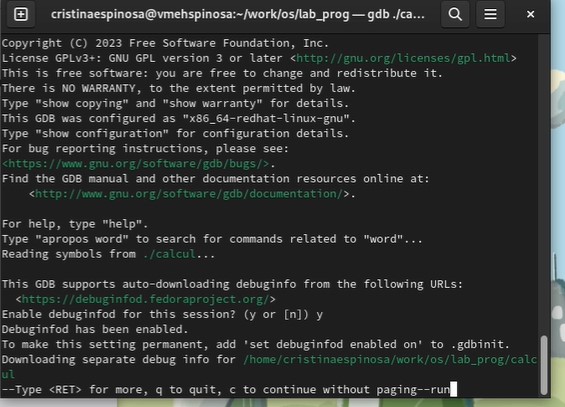 cristinaespinosa@vmehspinosa:~/work/os/lab_prog — gdb ./ca...
Copyright (C) 2023 Free Software Foundation, Inc.
License GPLv3+: GNU GPL version 3 or later <http://gnu.org/licenses/gpl.html>
This is free software: you are free to change and redistribute it.
There is NO WARRANTY, to the extent permitted by law.
Type "show copying" and "show warranty" for details.
This GDB was configured as "x86_64-redhat-linux-gnu".
Type "show configuration" for configuration details.
For bug reporting instructions, please see:
<https://www.gnu.org/software/gdb/bugs/>.
Find the GDB manual and other documentation resources online at:
    <http://www.gnu.org/software/gdb/documentation/>.

For help, type "help".
Type "apropos word" to search for commands related to "word"...
Reading symbols from ./calcul...

This GDB supports auto-downloading debuginfo from the following URLs:
  <https://debuginfod.fedoraproject.org/>
Enable debuginfod for this session? (y or [n]) y
Debuginfod has been enabled.
To make this setting permanent, add 'set debuginfod enabled on' to .gdbinit.
Downloading separate debug info for /home/cristinaespinosa/work/os/lab_prog/calc
ul
--Type <RET> for more, q to quit, c to continue without paging--run